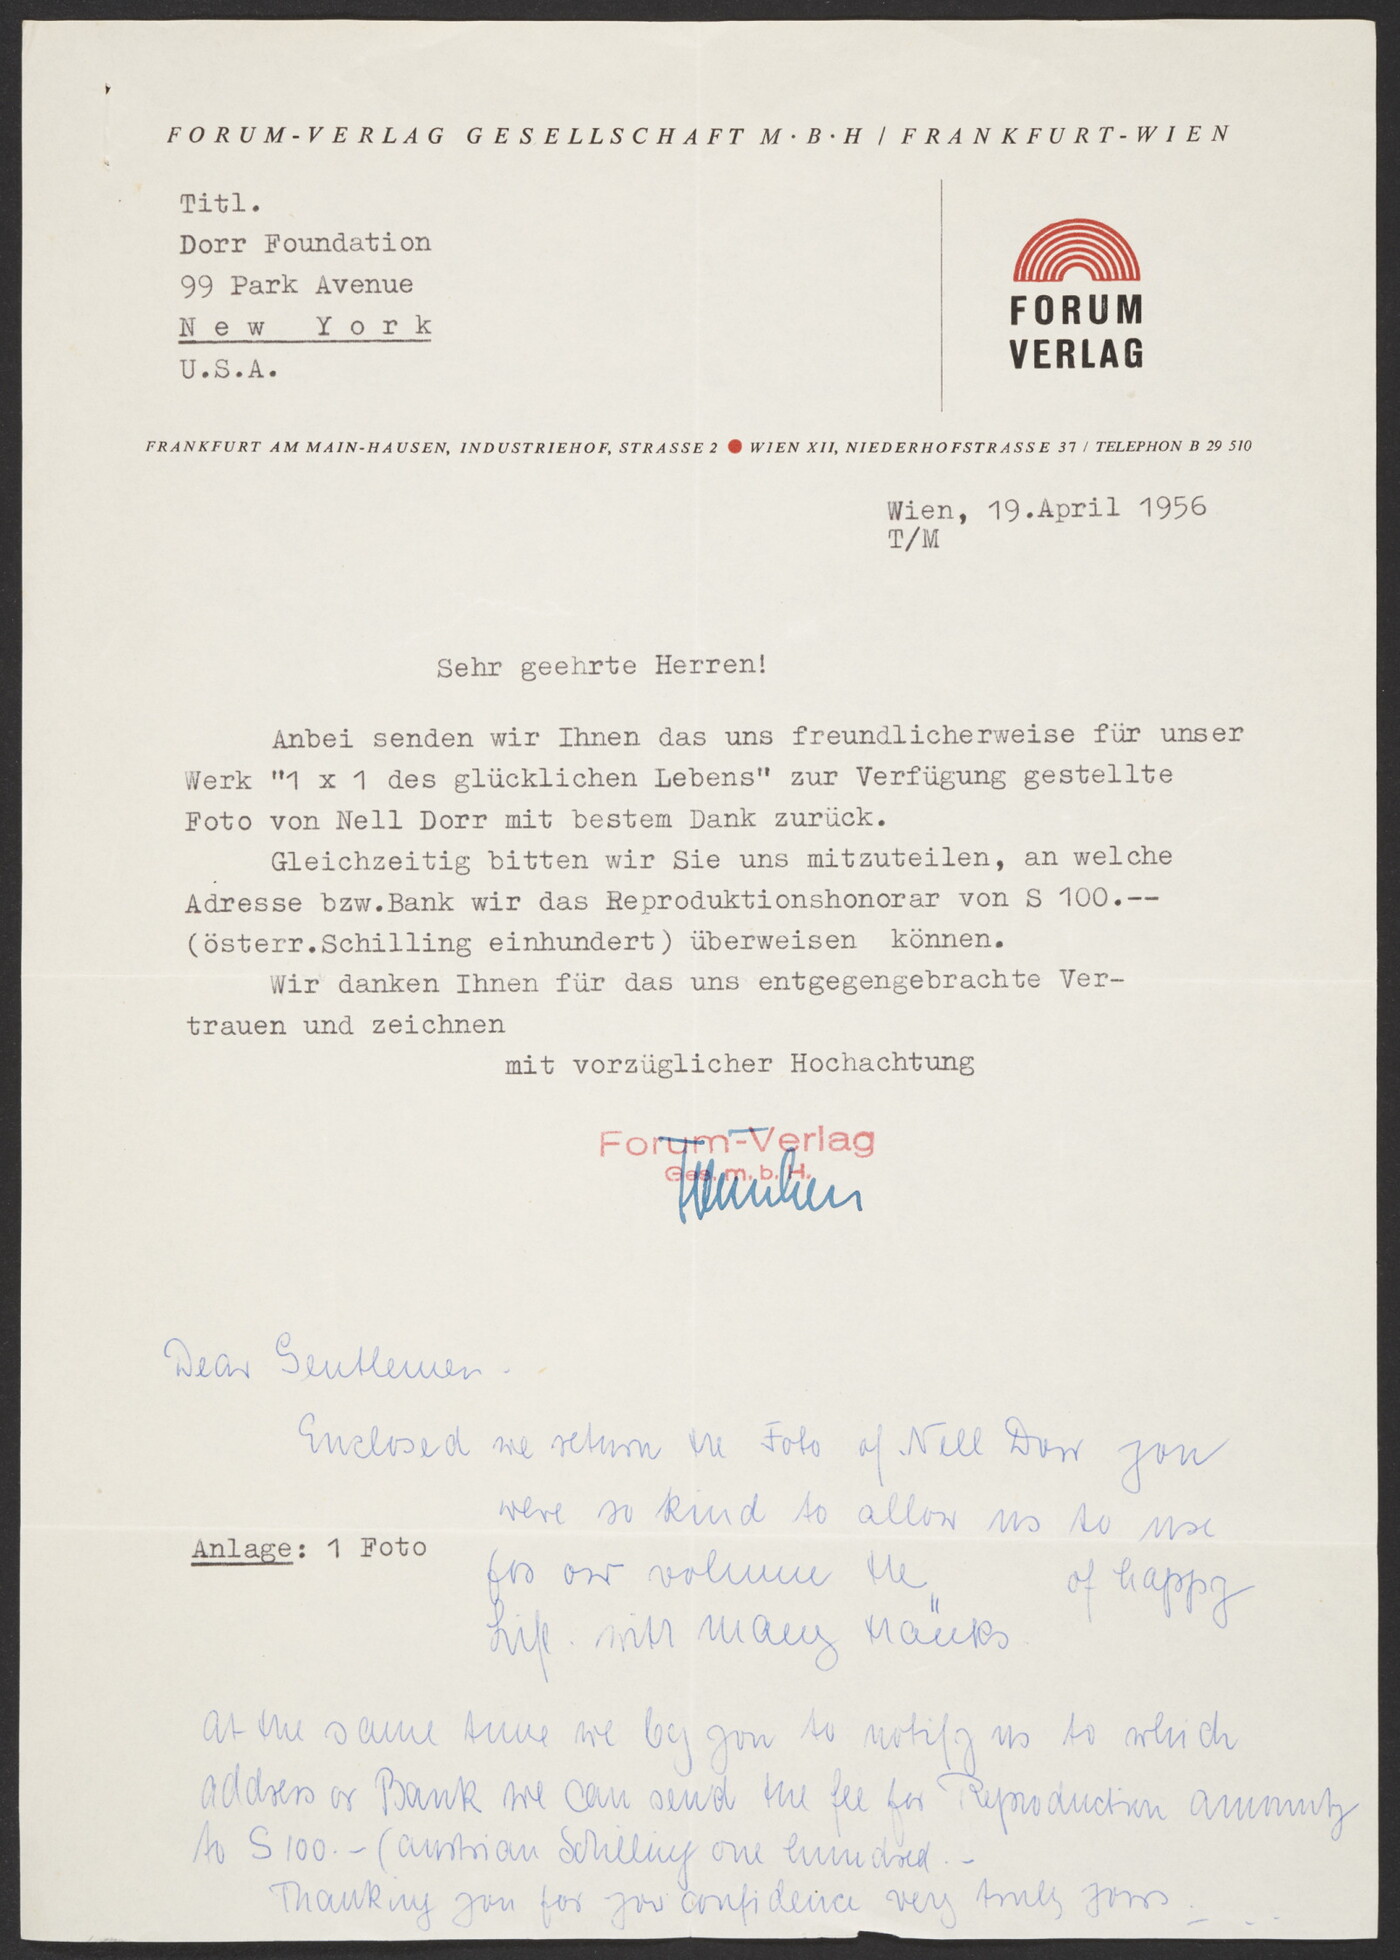 FORUM-VERLAG GESELLSCHAFT M·B·H / FRANKFURT-WIEN
Titl.
Dorr Foundation
99 Park Avenue
New York
U.S.A.
FORUM
VERLAG
FRANKFURT AM MAIN-HAUSEN, INDUSTRIEHOF, STRASSE 2 ● WIEN XII, NIEDERHOFSTRASSE 37 / TELEPHON B 29 510
Wien, 19.April 1956
T/M
Sehr geehrte Herren!
Anbei senden wir Ihnen das uns freundlicherweise für unser
Werk "1 x 1 des glücklichen Lebens" zur Verfügung gestellte
Foto von Nell Dorr mit bestem Dank zurück.
Gleichzeitig bitten wir Sie uns mitzuteilen, an welche
Adresse bzw.Bank wir das Reproduktionshonorar von S 100.--
(österr.Schilling einhundert) überweisen können.
Wir danken Ihnen für das uns entgegengebrachte Ver-
trauen und zeichnen
mit vorzüglicher Hochachtung
Forum-Verlag
Ges. m. b. H.
Dear Gentlemen -
Enclosed we return the Foto of Nell Dorr you
were so kind to allow us to use
Anlage: 1 Foto
for our volume the of happy
Life. with many thanks
At the same time we beg you to notify us to which
address or Bank we can send the fee for Reproduction amounts
to S 100.- (austrian Schilling one hundred.-
Thanking you for your confidence very truly yours